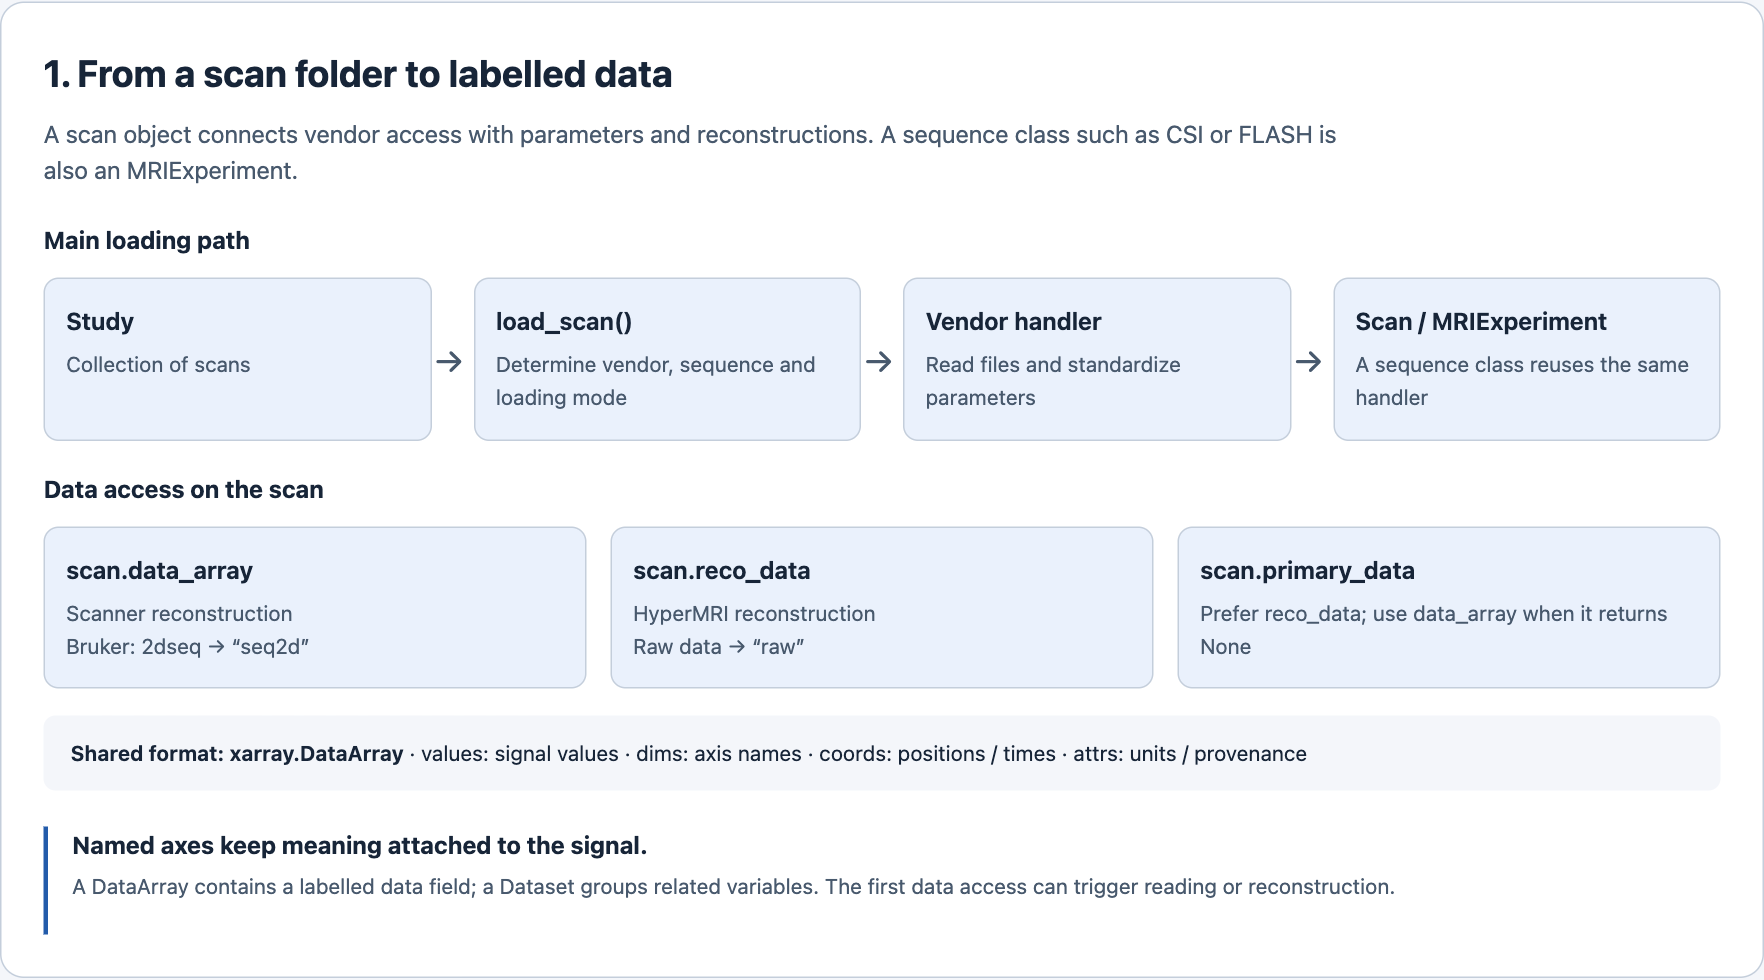 1. From a scan folder to labelled data
A scan object connects vendor access with parameters and reconstructions. A sequence class such as CSI or FLASH is
also an MRIExperiment.
Main loading path
Study
Collection of scans
→
load_scan()
Determine vendor, sequence and
loading mode
→
Vendor handler
Read files and standardize
parameters
→
Scan / MRIExperiment
A sequence class reuses the same
handler
Data access on the scan
scan.data_array
Scanner reconstruction
Bruker: 2dseq → “seq2d”
scan.reco_data
HyperMRI reconstruction
Raw data → “raw”
scan.primary_data
Prefer reco_data; use data_array when it returns
None
Shared format: xarray.DataArray · values: signal values · dims: axis names · coords: positions / times · attrs: units / provenance
Named axes keep meaning attached to the signal.
A DataArray contains a labelled data field; a Dataset groups related variables. The first data access can trigger reading or reconstruction.